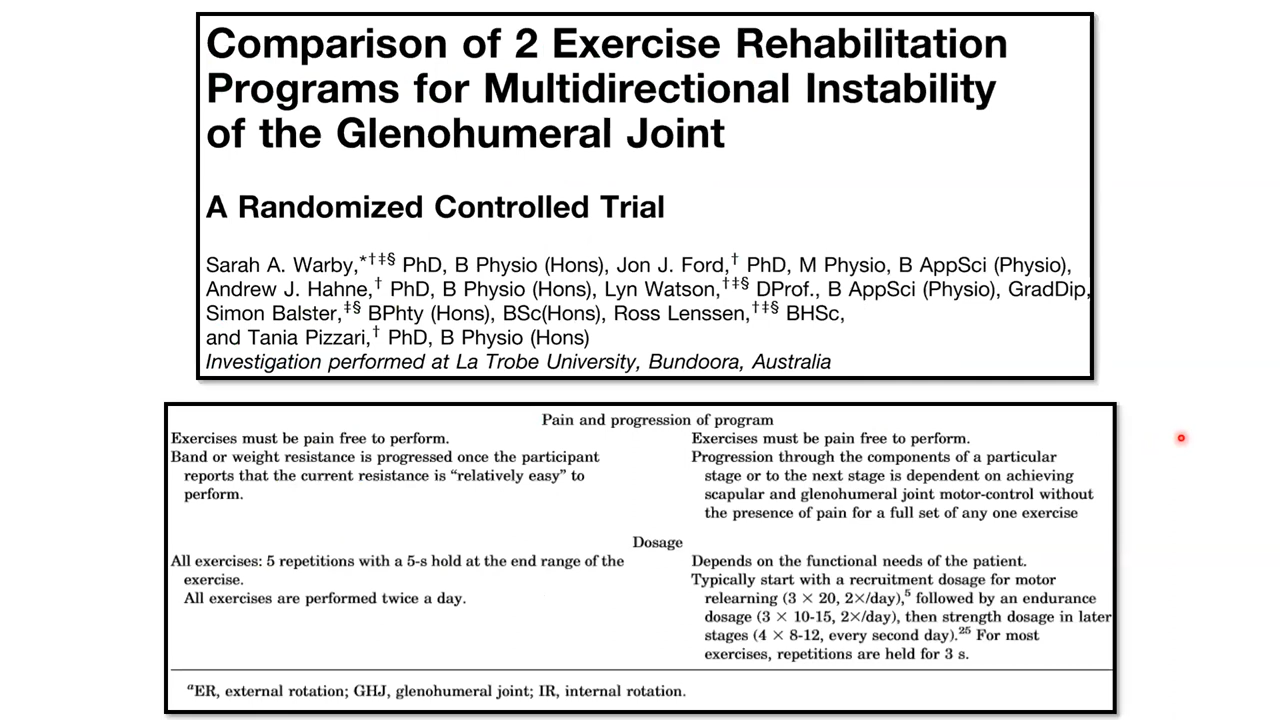 Comparison of 2 Exercise Rehabilitation
Programs for Multidirectional Instability
of the Glenohumeral Joint
A Randomized Controlled Trial
Sarah A. Warby,*†‡§ PhD, B Physio (Hons), Jon J. Ford,† PhD, M Physio, B AppSci (Physio),
Andrew J. Hahne,† PhD, B Physio (Hons), Lyn Watson,†‡§ DProf., B AppSci (Physio), GradDip,
Simon Balster,‡§ BPhty (Hons), BSc(Hons), Ross Lenssen,†‡§ BHSc,
and Tania Pizzari,† PhD, B Physio (Hons)
Investigation performed at La Trobe University, Bundoora, Australia
Pain and progression of program
Exercises must be pain free to perform.
Band or weight resistance is progressed once the participant
reports that the current resistance is “relatively easy” to
perform.
Exercises must be pain free to perform.
Progression through the components of a particular
stage or to the next stage is dependent on achieving
scapular and glenohumeral joint motor-control without
the presence of pain for a full set of any one exercise
Dosage
All exercises: 5 repetitions with a 5-s hold at the end range of the
exercise.
All exercises are performed twice a day.
Depends on the functional needs of the patient.
Typically start with a recruitment dosage for motor
relearning (3 × 20, 2×/day),5 followed by an endurance
dosage (3 × 10-15, 2×/day), then strength dosage in later
stages (4 × 8-12, every second day).25 For most
exercises, repetitions are held for 3 s.
aER, external rotation; GHJ, glenohumeral joint; IR, internal rotation.